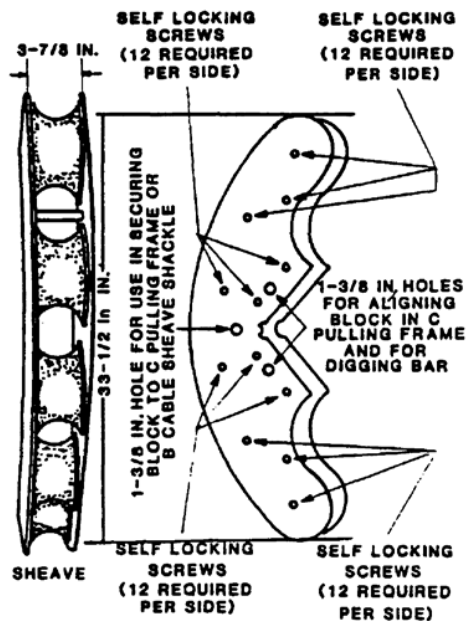 SELF LOCKING
SCREWS
(12 REQUIRED
PER SIDE)
SELF LOCKING
SCREWS
(12 REQUIRED
PER SIDE)
3-7/8 IN.
33-1/2 In IN.
1-3/8 IN. HOLE FOR USE IN SECURING
BLOCK TO C PULLING FRAME OR
B CABLE SHEAVE SHACKLE
1-3/8 IN. HOLES
FOR ALIGNING
BLOCK IN C
PULLING FRAME
AND FOR
DIGGING BAR
SHEAVE
SELF LOCKING
SCREWS
(12 REQUIRED
PER SIDE)
SELF LOCKING
SCREWS
(12 REQUIRED
PER SIDE)